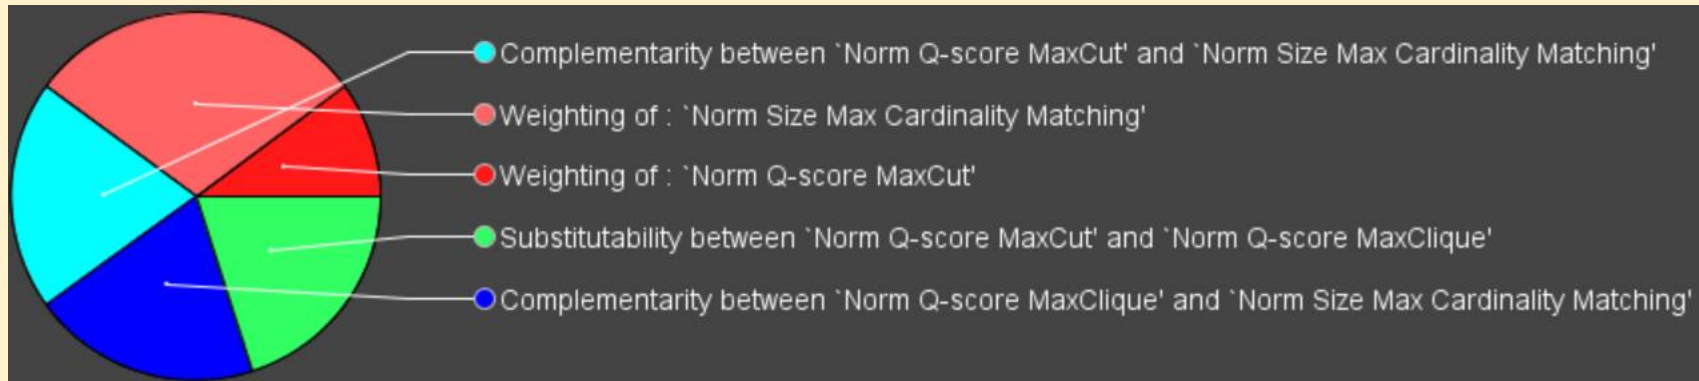 Complementarity between `Norm Q-score MaxCut' and `Norm Size Max Cardinality Matching'
Weighting of : `Norm Size Max Cardinality Matching'
Weighting of : `Norm Q-score MaxCut'
Substitutability between `Norm Q-score MaxCut' and `Norm Q-score MaxClique'
Complementarity between `Norm Q-score MaxClique' and `Norm Size Max Cardinality Matching'